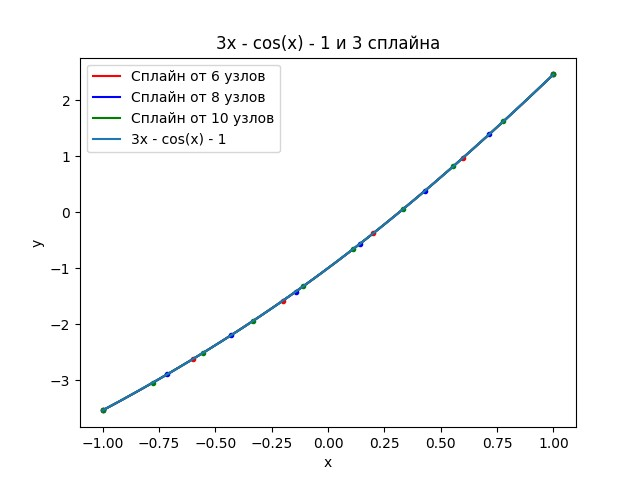 3x - cos(x) - 1 и 3 сплайна
Сплайн от 6 узлов
Сплайн от 8 узлов
Сплайн от 10 узлов
3x - cos(x) - 1
2
1
0
−1
−2
−3
y
−1.00 −0.75 −0.50 −0.25 0.00 0.25 0.50 0.75 1.00
x